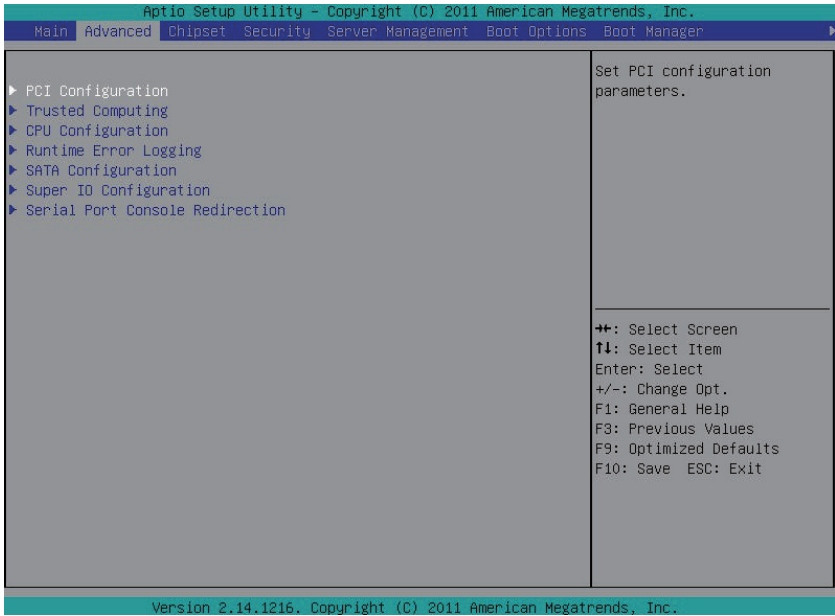 Aptio Setup Utility - Copyright (C) 2011 American Megatrends, Inc.
Main Advanced Chipset Security Server Management Boot Options Boot Manager
PCI Configuration
Trusted Computing
CPU Configuration
Runtime Error Logging
SATA Configuration
Super IO Configuration
Serial Port Console Redirection
Set PCI configuration
parameters.
→←: Select Screen
↑↓: Select Item
Enter: Select
+/-: Change Opt.
F1: General Help
F3: Previous Values
F9: Optimized Defaults
F10: Save ESC: Exit
Version 2.14.1216. Copyright (C) 2011 American Megatrends, Inc.